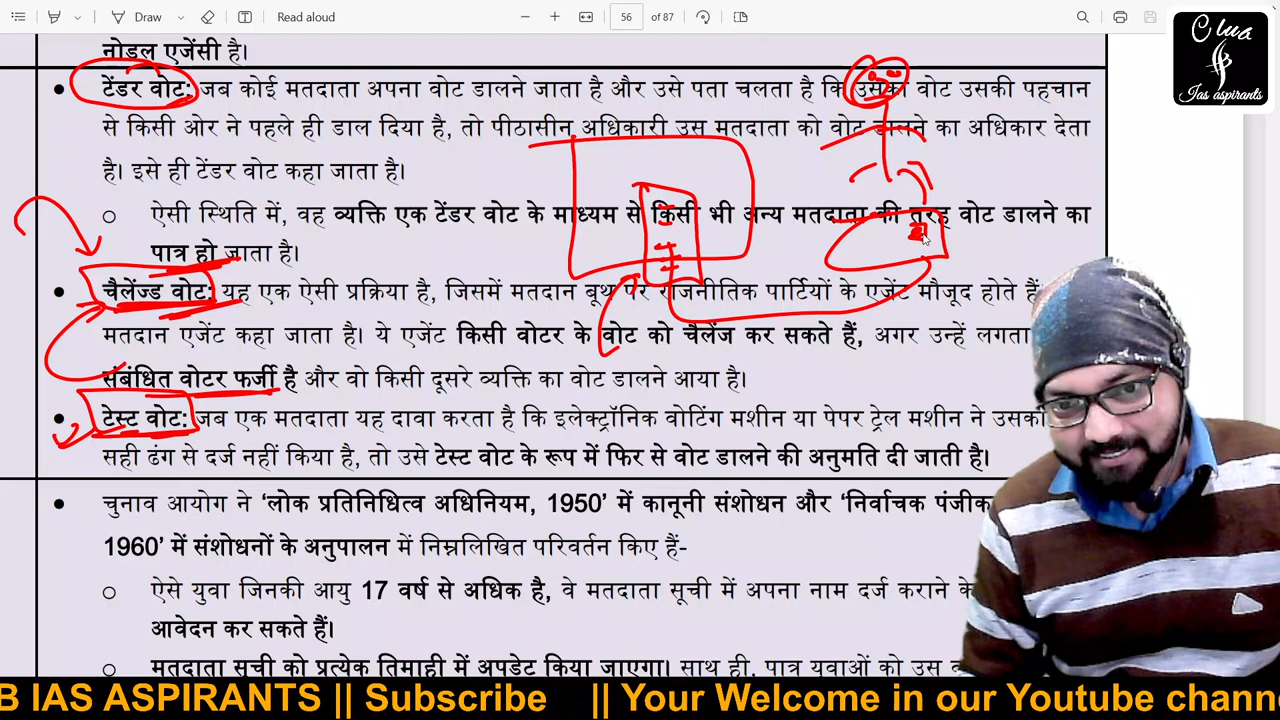 Draw
Read aloud
56
of 87
Clua
Ias aspirants
नोडल एजेंसी है।
टेंडर वोट: जब कोई मतदाता अपना वोट डालने जाता है और उसे पता चलता है कि उसका वोट उसकी पहचान
से किसी ओर ने पहले ही डाल दिया है, तो पीठासीन अधिकारी उस मतदाता को वोट डालने का अधिकार देता
है। इसे ही टेंडर वोट कहा जाता है।
ऐसी स्थिति में, वह व्यक्ति एक टेंडर वोट के माध्यम से किसी भी अन्य मतदाता की तरह वोट डालने का
पात्र हो जाता है।
चैलेंज्ड वोट: यह एक ऐसी प्रक्रिया है, जिसमें मतदान बूथ पर राजनीतिक पार्टियों के एजेंट मौजूद होते हैं
मतदान एजेंट कहा जाता है। ये एजेंट किसी वोटर के वोट को चैलेंज कर सकते हैं, अगर उन्हें लगता
संबंधित वोटर फर्जी है और वो किसी दूसरे व्यक्ति का वोट डालने आया है।
टेस्ट वोट: जब एक मतदाता यह दावा करता है कि इलेक्ट्रॉनिक वोटिंग मशीन या पेपर ट्रेल मशीन ने उसका
सही ढंग से दर्ज नहीं किया है, तो उसे टेस्ट वोट के रूप में फिर से वोट डालने की अनुमति दी जाती है।
चुनाव आयोग ने ‘लोक प्रतिनिधित्व अधिनियम, 1950’ में कानूनी संशोधन और ‘निर्वाचक
1960’ में संशोधनों के अनुपालन में निम्नलिखित परिवर्तन किए हैं-
ऐसे युवा जिनकी आयु 17 वर्ष से अधिक है, वे मतदाता सूची में अपना नाम दर्ज कराने के
आवेदन कर सकते हैं।
मतदाता सूची को प्रत्येक तिमाही में अपडेट किया जाएगा। साथ ही, पात्र युवाओं को उस
B IAS ASPIRANTS || Subscribe || Your Welcome in our Youtube chann